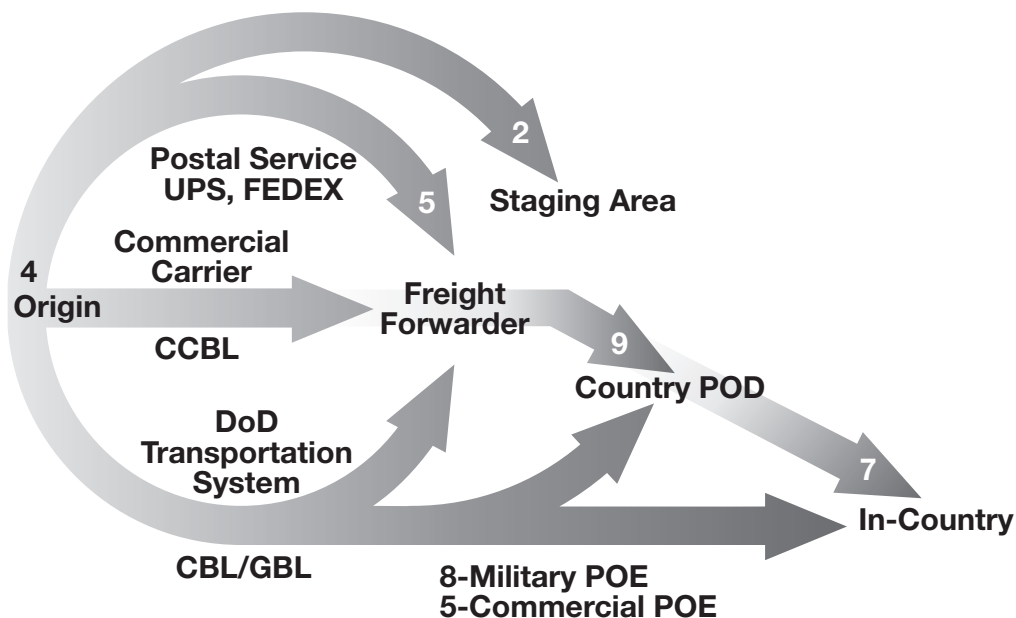 2
Postal Service
UPS, FEDEX
5
Staging Area
Commercial
Carrier
4
Origin
Freight
Forwarder
CCBL
9
Country POD
DoD
Transportation
System
7
In-Country
CBL/GBL
8-Military POE
5-Commercial POE